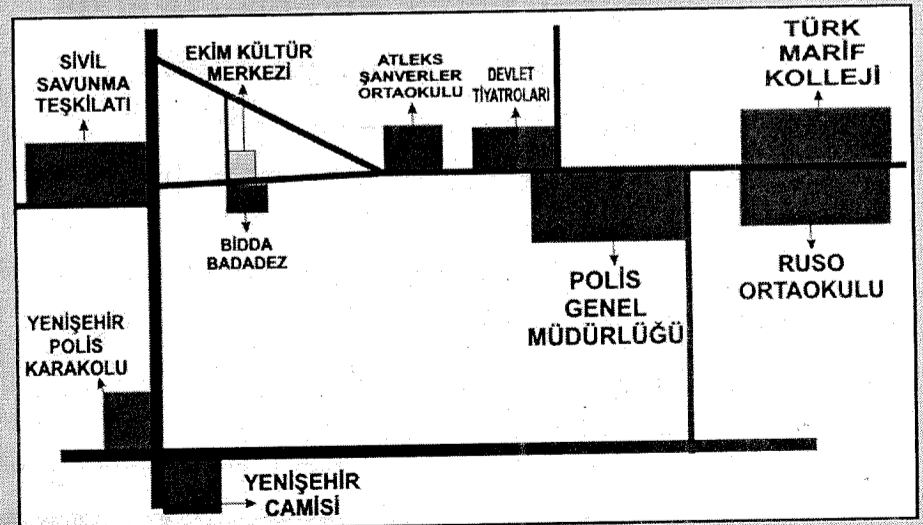 SİVİL
SAVUNMA
TEŞKİLATI
EKİM KÜLTÜR
MERKEZİ
ATLEKS
ŞANVERLER
ORTAOKULU
DEVLET
TİYATROLARI
TÜRK
MARİF
KOLLEJİ
BİDDA
BADADEZ
POLİS
GENEL
MÜDÜRLÜĞÜ
RUSO
ORTAOKULU
YENİŞEHİR
POLİS
KARAKOLU
YENİŞEHİR
CAMİSİ